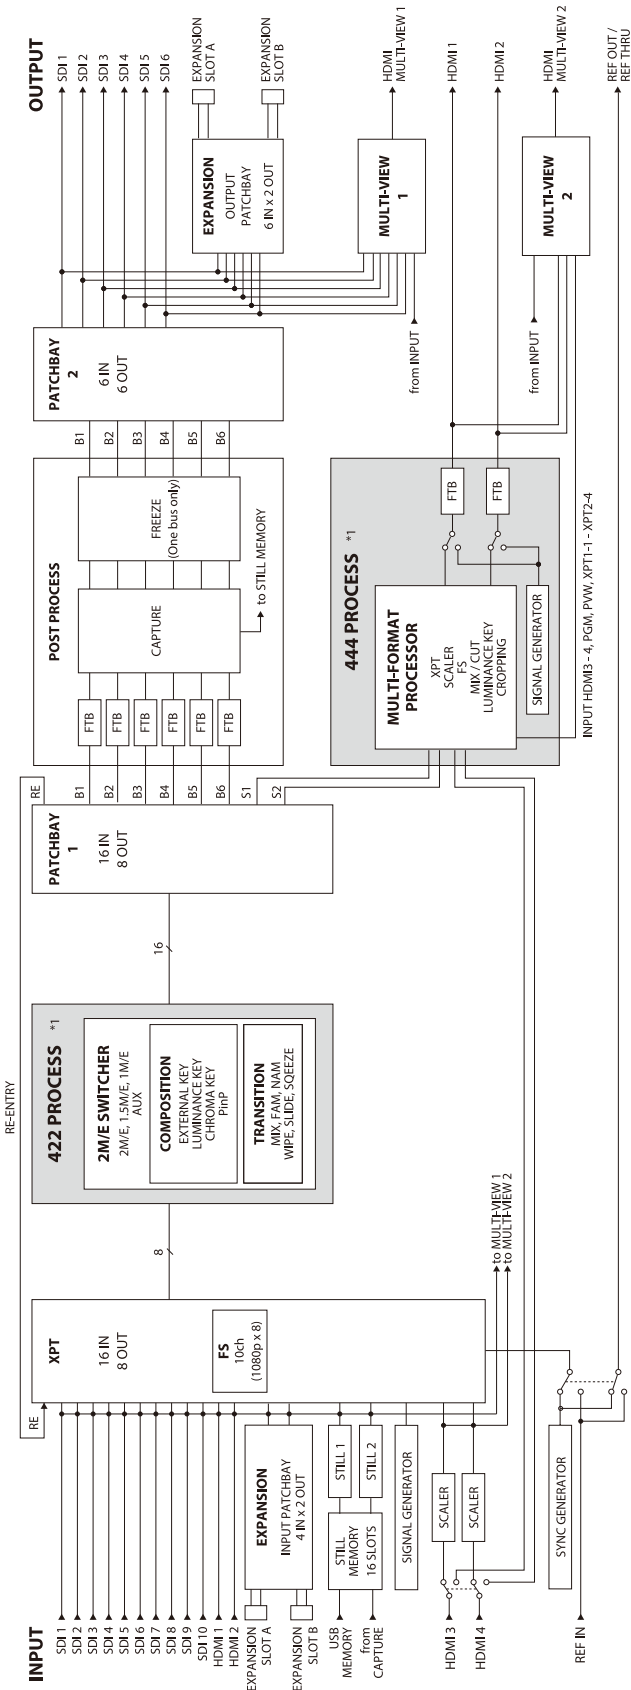 INPUT
SDI 1
SDI 2
SDI 3
SDI 4
SDI 5
SDI 6
SDI 7
SDI 8
SDI 9
SDI 10
HDMI 1
HDMI 2
EXPANSION
SLOT A
EXPANSION
SLOT B
USB
MEMORY
from
CAPTURE
HDMI 3
HDMI 4
REF IN
EXPANSION
INPUT PATCHBAY
4 IN x 2 OUT
STILL
MEMORY
16 SLOTS
STILL 1
STILL 2
SIGNAL GENERATOR
SCALER
SCALER
SYNC GENERATOR
RE
XPT
16 IN
8 OUT
FS
10ch
(1080p x 8)
to MULTI-VIEW 1
to MULTI-VIEW 2
8
RE-ENTRY
422 PROCESS *1
2M/E SWITCHER
2M/E, 1.5M/E, 1M/E
AUX
COMPOSITION
EXTERNAL KEY
LUMINANCE KEY
CHROMA KEY
PinP
TRANSITION
MIX, FAM, NAM
WIPE, SLIDE, SQEEZE
16
PATCHBAY
1
16 IN
8 OUT
RE
B1
B2
B3
B4
B5
B6
S1
S2
POST PROCESS
FTB
FTB
FTB
FTB
FTB
FTB
CAPTURE
to STILL MEMORY
FREEZE
(One bus only)
444 PROCESS *1
MULTI-FORMAT
PROCESSOR
XPT
SCALER
FS
MIX / CUT
LUMINANCE KEY
CROPPING
SIGNAL GENERATOR
FTB
FTB
INPUT HDMI3 - 4, PGM, PVW, XPT1-1 - XPT2-4
B1
B2
B3
B4
B5
B6
PATCHBAY
2
6 IN
6 OUT
from INPUT
from INPUT
EXPANSION
OUTPUT
PATCHBAY
6 IN x 2 OUT
MULTI-VIEW
1
MULTI-VIEW
2
OUTPUT
SDI 1
SDI 2
SDI 3
SDI 4
SDI 5
SDI 6
EXPANSION
SLOT A
EXPANSION
SLOT B
HDMI
MULTI-VIEW 1
HDMI 1
HDMI 2
HDMI
MULTI-VIEW 2
REF OUT /
REF THRU